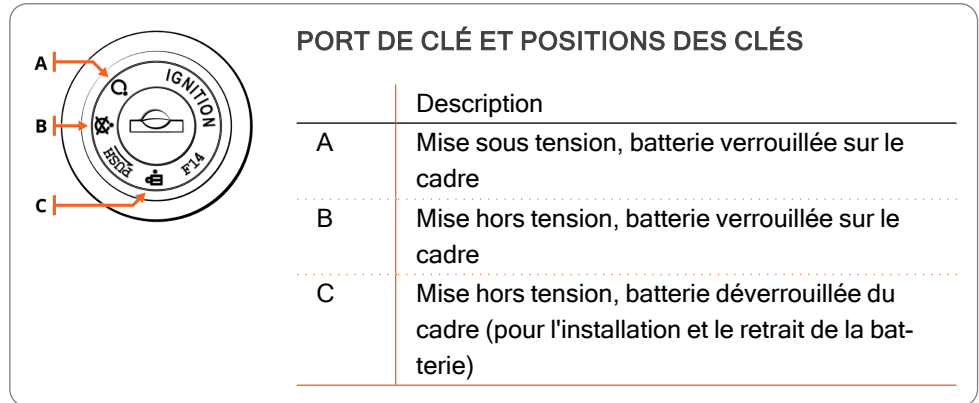 PORT DE CLÉ ET POSITIONS DES CLÉS
A
B
C
IGNITION
PUSH
F14
Description
A Mise sous tension, batterie verrouillée sur le
cadre
B Mise hors tension, batterie verrouillée sur le
cadre
C Mise hors tension, batterie déverrouillée du
cadre (pour l'installation et le retrait de la bat-
terie)